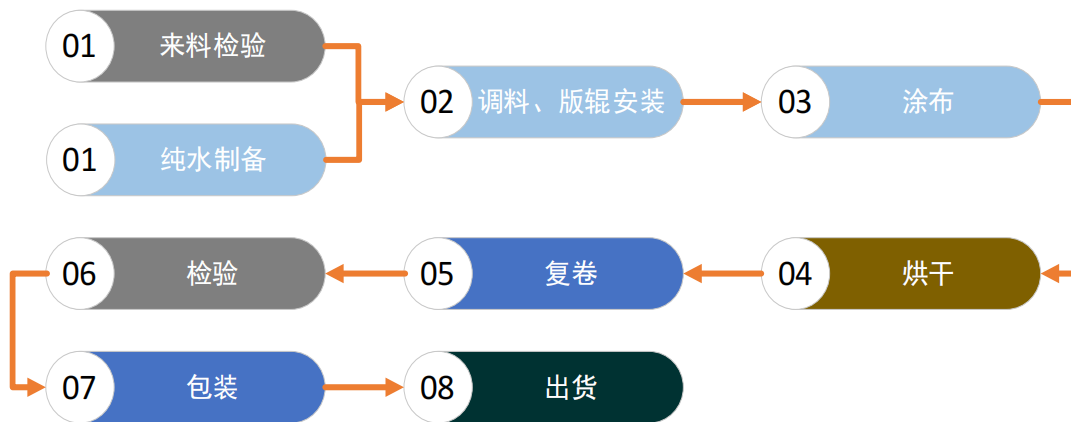 01 来料检验
01 纯水制备
02 调料、版辊安装
03 涂布
06 检验
05 复卷
04 烘干
07 包装
08 出货